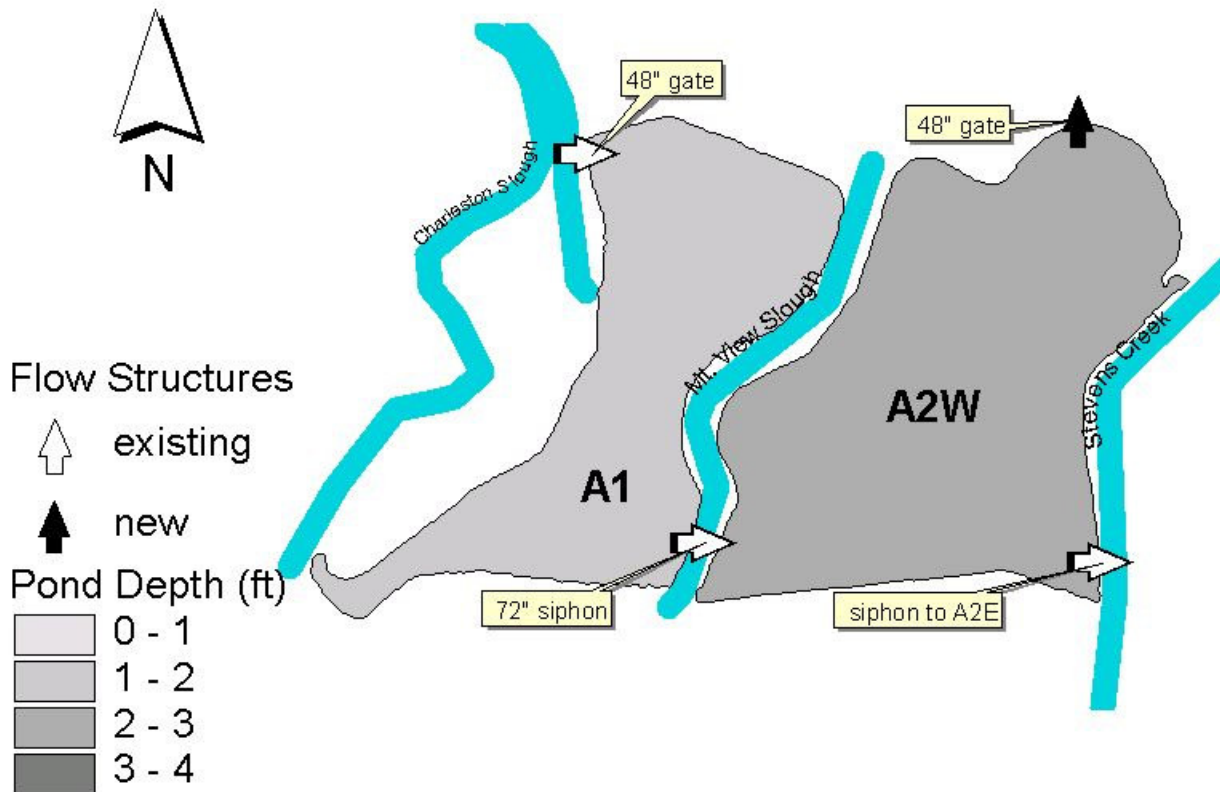 N
48" gate
48" gate
Charleston Slough
Mt. View Slough
Stevens Creek
A2W
A1
72" siphon
siphon to A2E
Flow Structures
existing
new
Pond Depth (ft)
0 - 1
1 - 2
2 - 3
3 - 4